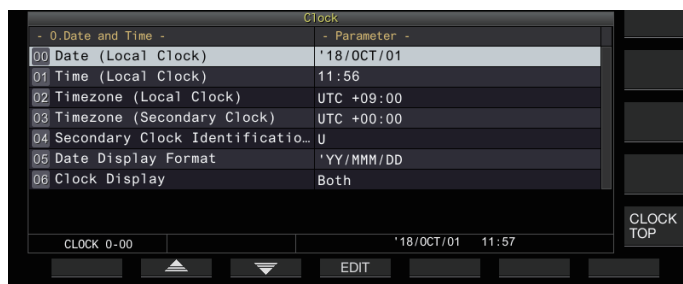 Clock
- 0.Date and Time - - Parameter -
00 Date (Local Clock) '18/OCT/01
01 Time (Local Clock) 11:56
02 Timezone (Local Clock) UTC +09:00
03 Timezone (Secondary Clock) UTC +00:00
04 Secondary Clock Identificatio… U
05 Date Display Format 'YY/MMM/DD
06 Clock Display Both
CLOCK TOP
CLOCK 0-00 '18/OCT/01 11:57
EDIT